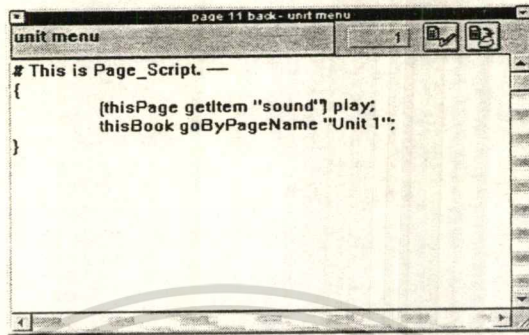 page 11 back - unit menu
unit menu
1
# This is Page_Script. —
{
(thisPage getItem "sound") play;
thisBook goByPageName "Unit 1";
}